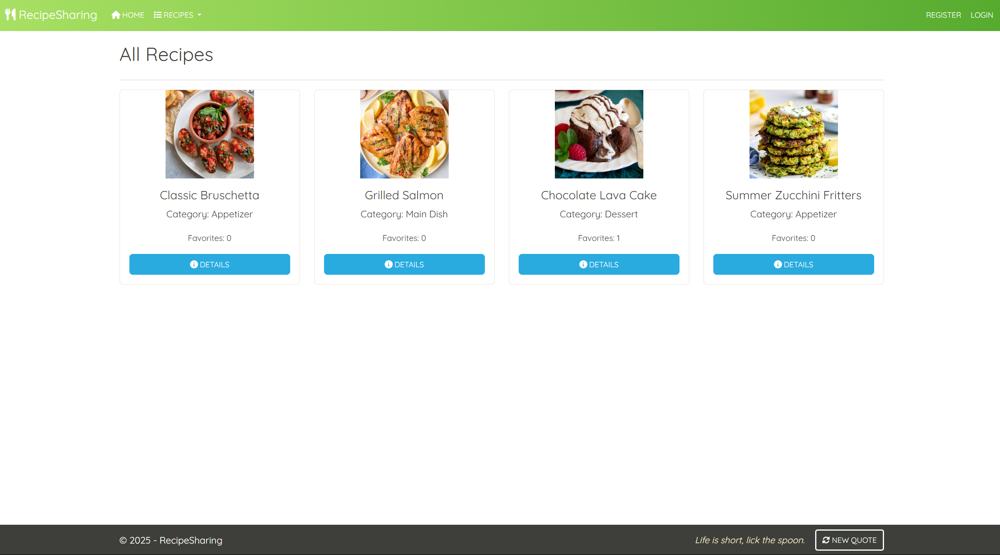 RecipeSharing HOME RECIPES REGISTER LOGIN
All Recipes
Classic Bruschetta
Category: Appetizer
Favorites: 0
DETAILS
Grilled Salmon
Category: Main Dish
Favorites: 0
DETAILS
Chocolate Lava Cake
Category: Dessert
Favorites: 1
DETAILS
Summer Zucchini Fritters
Category: Appetizer
Favorites: 0
DETAILS
© 2025 - RecipeSharing Life is short, lick the spoon. NEW QUOTE